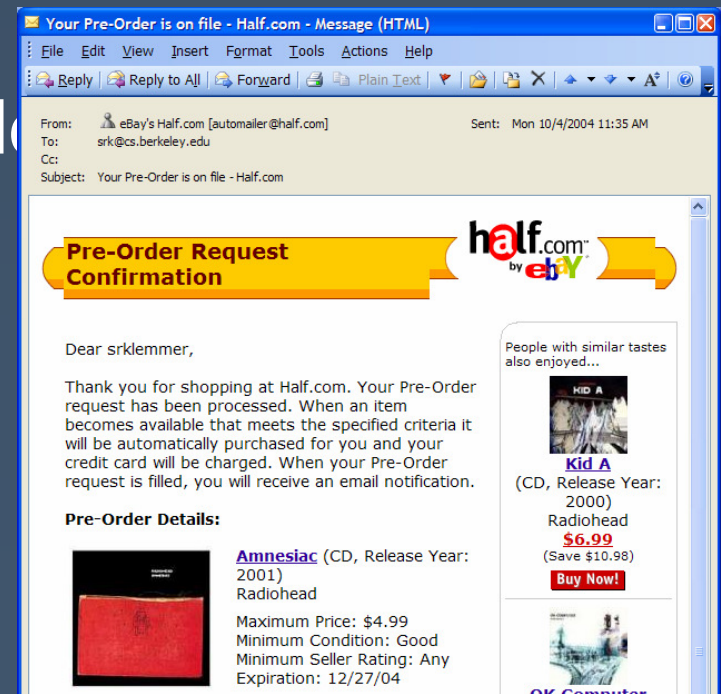 Your Pre-Order is on file - Half.com - Message (HTML)
File Edit View Insert Format Tools Actions Help
Reply Reply to All Forward Plain Text
From: eBay's Half.com [automailer@half.com] Sent: Mon 10/4/2004 11:35 AM
To: srk@cs.berkeley.edu
Cc:
Subject: Your Pre-Order is on file - Half.com
Pre-Order Request
Confirmation
half.com™
by ebY
Dear srklemmer,
Thank you for shopping at Half.com. Your Pre-Order
request has been processed. When an item
becomes available that meets the specified criteria it
will be automatically purchased for you and your
credit card will be charged. When your Pre-Order
request is filled, you will receive an email notification.
Pre-Order Details:
Amnesiac (CD, Release Year:
2001)
Radiohead
Maximum Price: $4.99
Minimum Condition: Good
Minimum Seller Rating: Any
Expiration: 12/27/04
People with similar tastes
also enjoyed...
KID A
Kid A
(CD, Release Year:
2000)
Radiohead
$6.99
(Save $10.98)
Buy Now!
OK Computer